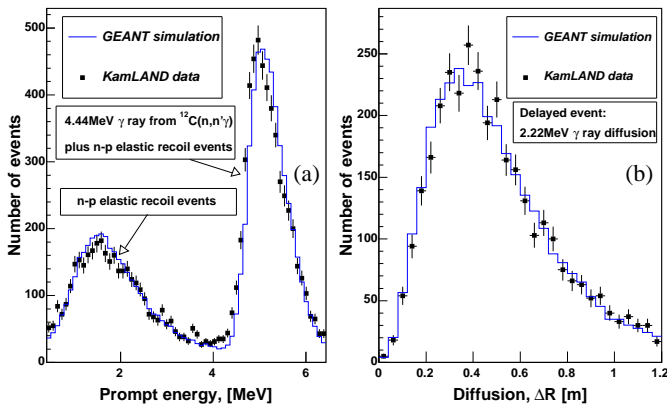 GEANT simulation
KamLAND data
4.44MeV γ ray from ¹²C(n,n'γ)
plus n-p elastic recoil events
n-p elastic recoil events
(a)
Number of events
0
100
200
300
400
500
2
4
6
Prompt energy, [MeV]
GEANT simulation
KamLAND data
Delayed event:
2.22MeV γ ray diffusion
(b)
Number of events
0
50
100
150
200
250
0
0.2
0.4
0.6
0.8
1
1.2
Diffusion, ΔR [m]